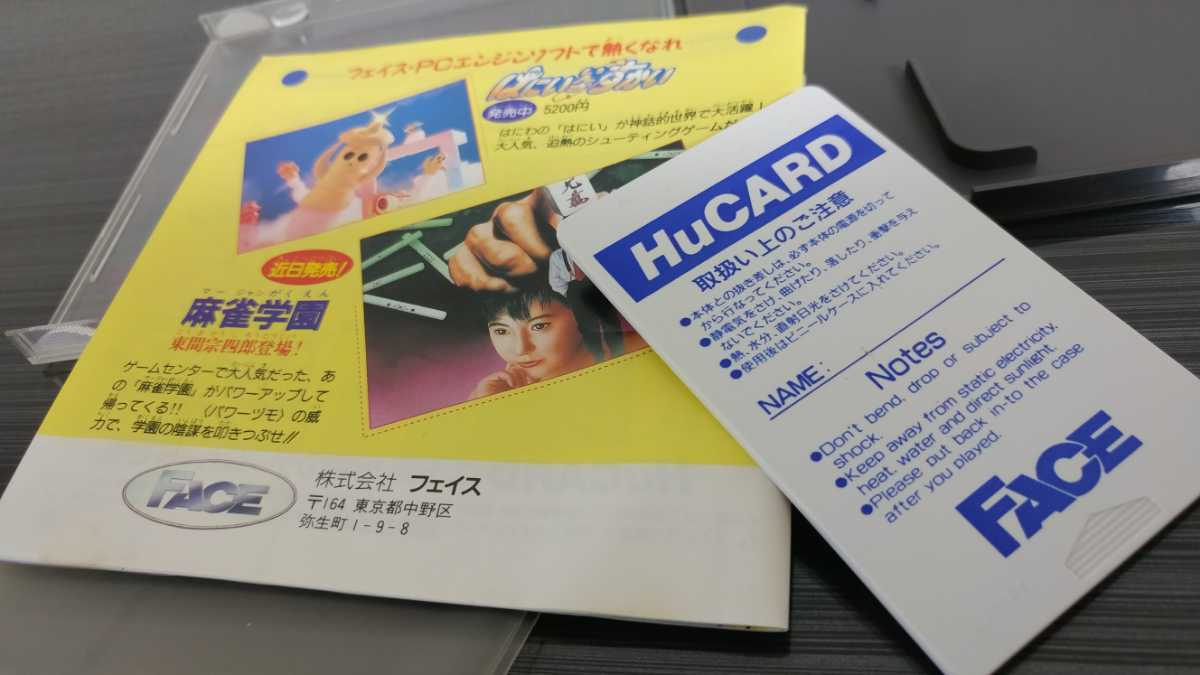 フェイス・PCエンジンソフトで熱くなれ
はにいいんざすかい
発売中 5200円
はにわの「はにい」が神話的世界で大活躍!
大人気、迫熱のシューティングゲームだ
近日発売!
マージャンがくえん
麻雀学園
東間宗四郎登場!
ゲームセンターで大人気だった、あ
の「麻雀学園」がパワーアップして
帰ってくる!! 〈パワーツモ〉の威
力で、学園の陰謀を叩きつぶせ//
FACE
株式会社 フェイス
〒164 東京都中野区
弥生町1-9-8
HuCARD
取扱い上のご注意
●本体との抜き差しは、必ず本体の電源を切って
から行なってください。
●静電気をさけ、曲げたり、濡したり、衝撃を与え
ないでください。
●熱、水分、直射日光をさけてください。
●使用後はビニールケースに入れてください。
NAME:
Notes
●Don't bend, drop or subject to
shock.
●Keep away from static electricity,
heat, water and direct sunlight.
●Please put back in-to the case
after you played.
FACE